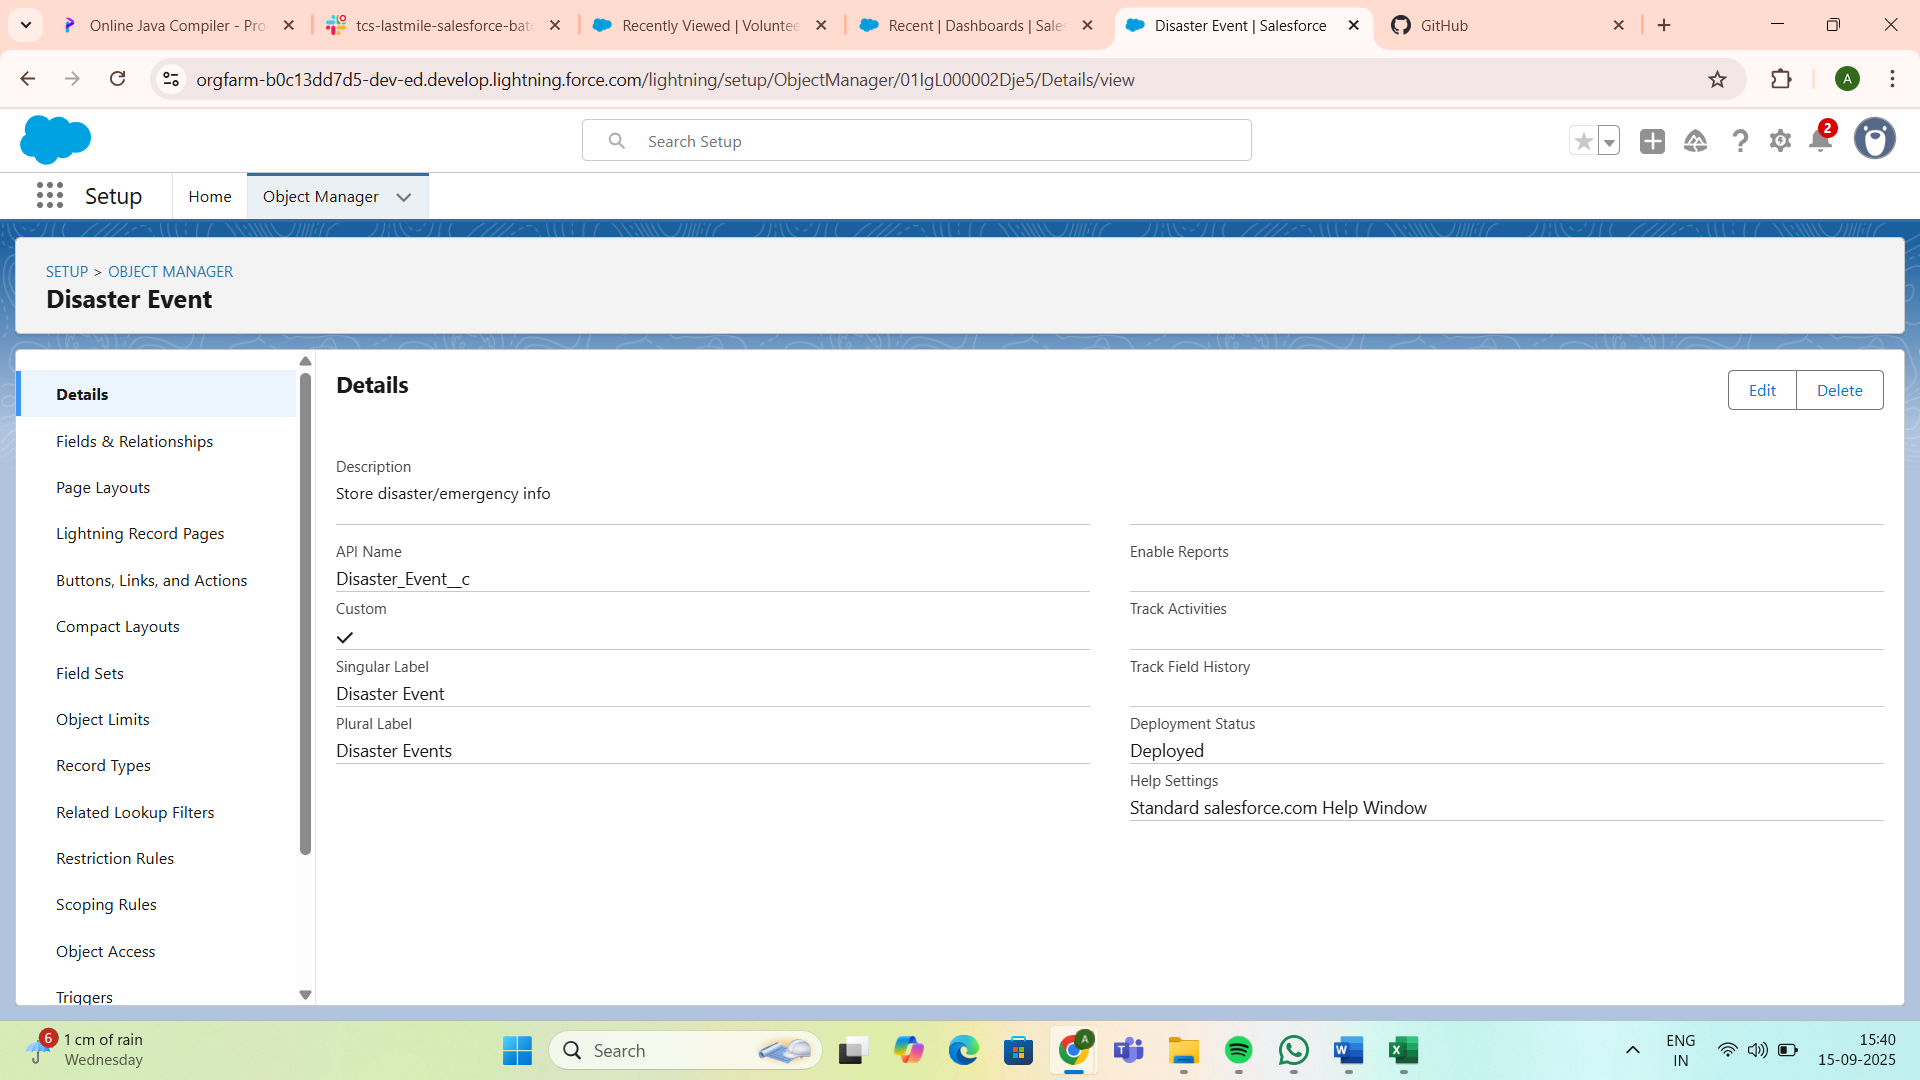 Online Java Compiler - Pro
tcs-lastmile-salesforce-bat
Recently Viewed | Voluntee
Recent | Dashboards | Sales
Disaster Event | Salesforce
GitHub
orgfarm-b0c13dd7d5-dev-ed.develop.lightning.force.com/lightning/setup/ObjectManager/01IgL000002Dje5/Details/view
A
Search Setup
2
Setup
Home
Object Manager
SETUP > OBJECT MANAGER
Disaster Event
Details
Fields & Relationships
Page Layouts
Lightning Record Pages
Buttons, Links, and Actions
Compact Layouts
Field Sets
Object Limits
Record Types
Related Lookup Filters
Restriction Rules
Scoping Rules
Object Access
Triggers
Details
Edit
Delete
Description
Store disaster/emergency info
API Name
Disaster_Event__c
Custom
Singular Label
Disaster Event
Plural Label
Disaster Events
Enable Reports
Track Activities
Track Field History
Deployment Status
Deployed
Help Settings
Standard salesforce.com Help Window
6
1 cm of rain
Wednesday
Search
A
ENG
IN
15:40
15-09-2025